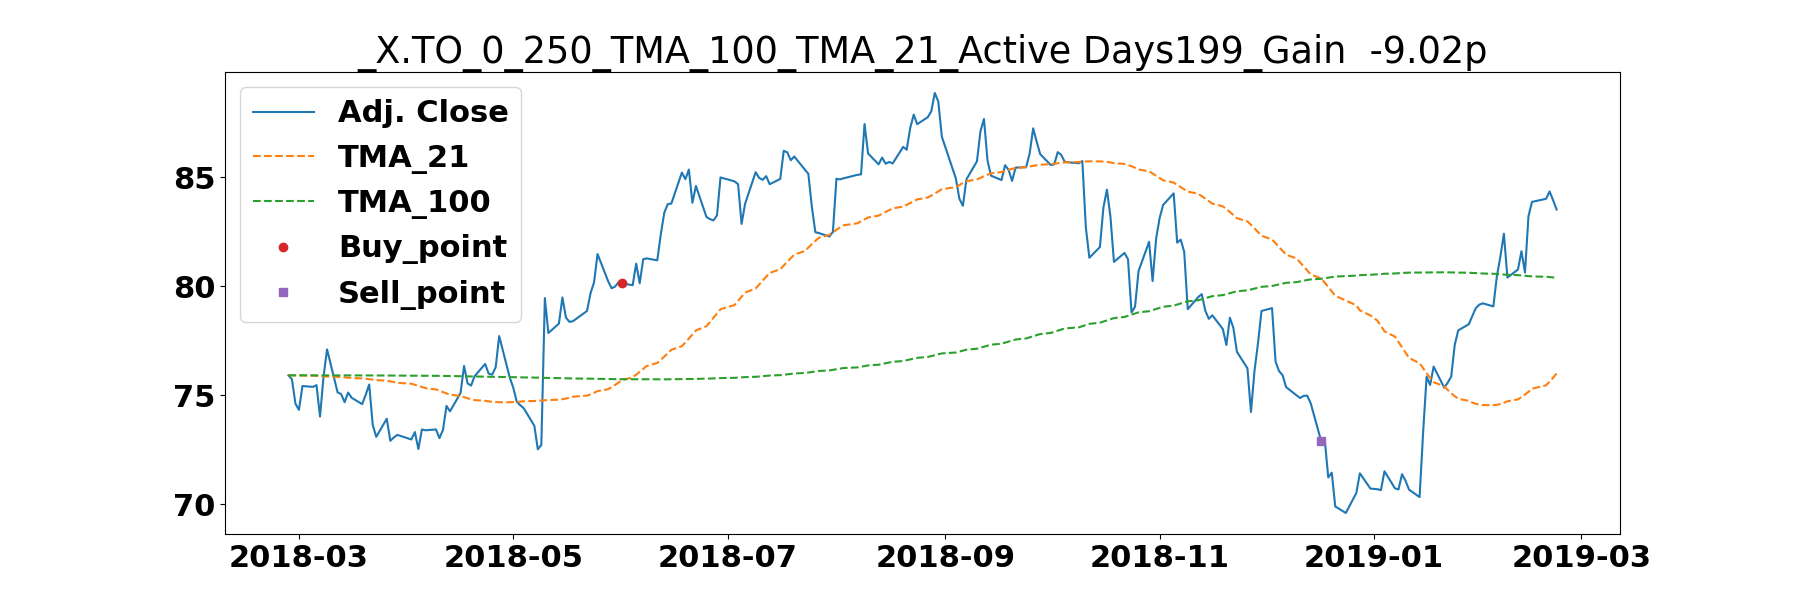 _X.TO_0_250_TMA_100_TMA_21_Active Days199_Gain  -9.02p
Adj. Close
TMA_21
TMA_100
Buy_point
Sell_point
85
80
75
70
2018-03 2018-05 2018-07 2018-09 2018-11 2019-01 2019-03